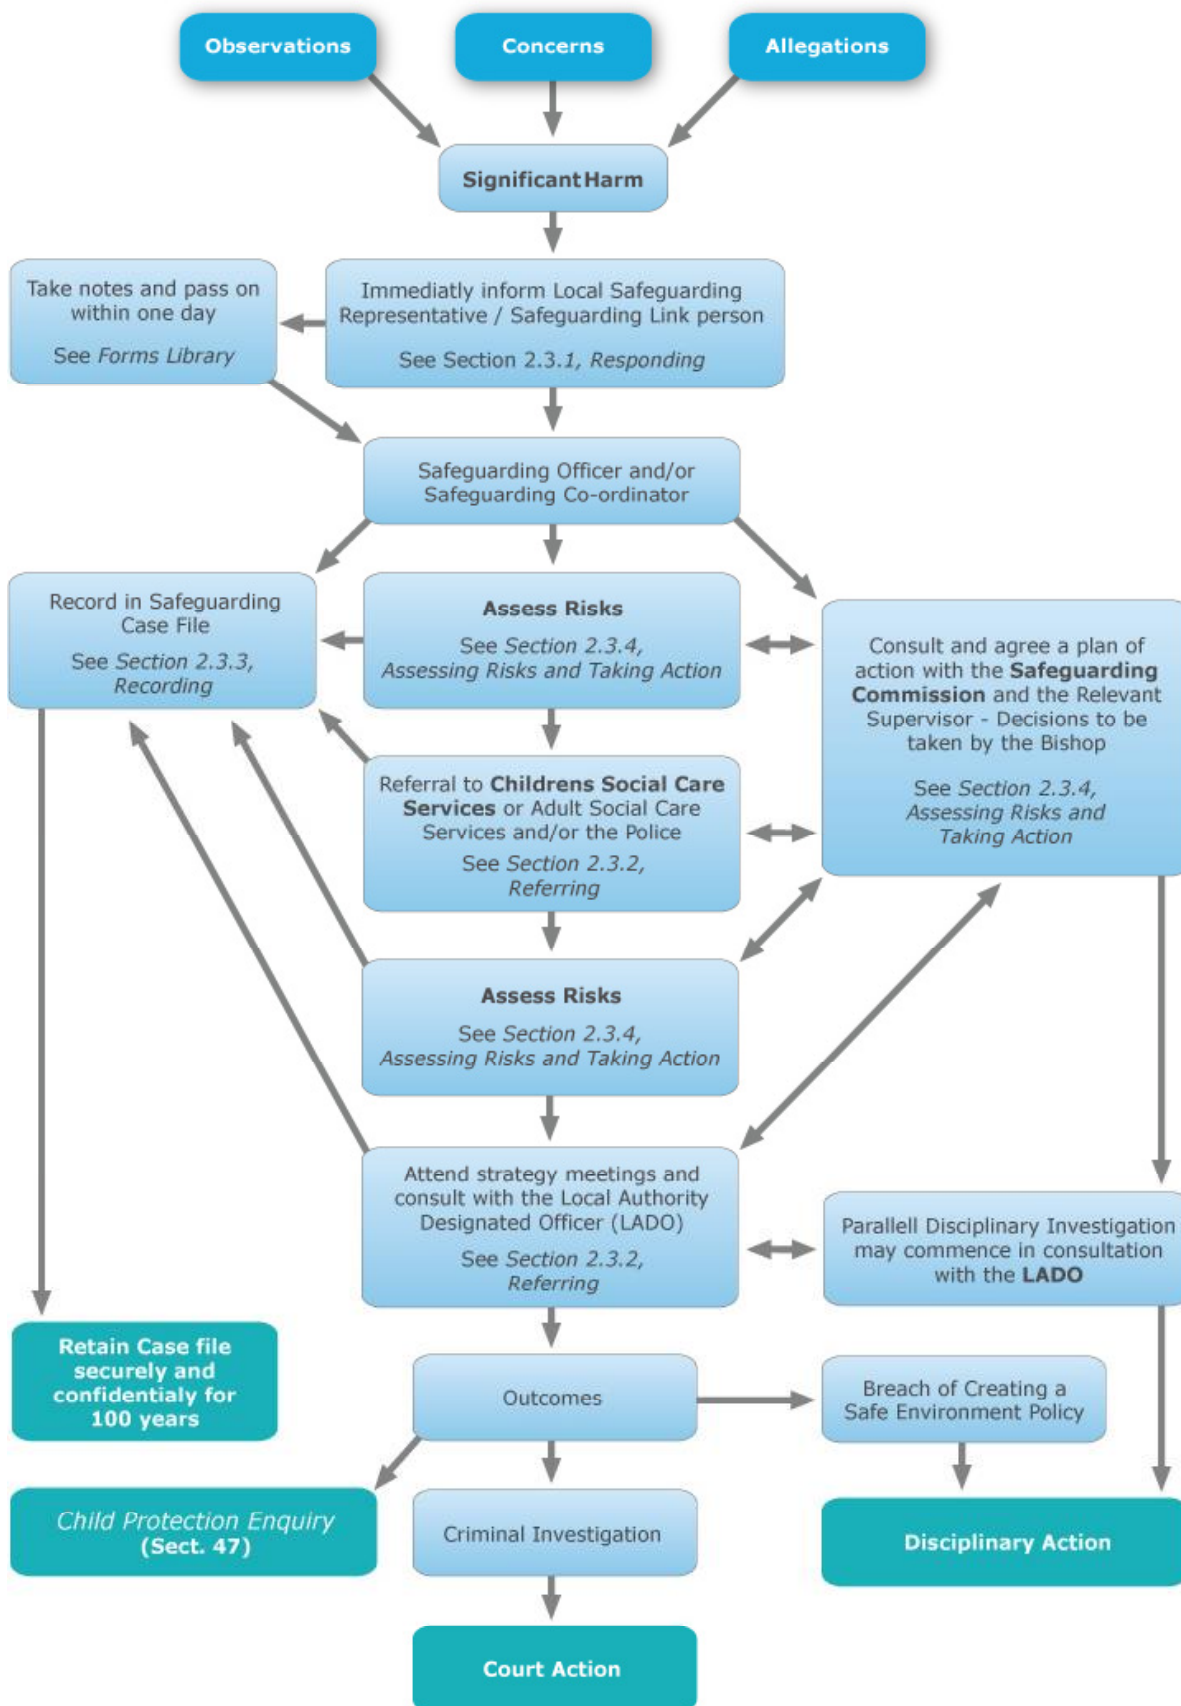 Observations
Concerns
Allegations
Significant Harm
Take notes and pass on
within one day
See Forms Library
Immediatly inform Local Safeguarding
Representative / Safeguarding Link person
See Section 2.3.1, Responding
Safeguarding Officer and/or
Safeguarding Co-ordinator
Record in Safeguarding
Case File
See Section 2.3.3,
Recording
Assess Risks
See Section 2.3.4,
Assessing Risks and Taking Action
Consult and agree a plan of
action with the Safeguarding
Commission and the Relevant
Supervisor - Decisions to be
taken by the Bishop
See Section 2.3.4,
Assessing Risks and
Taking Action
Referral to Childrens Social Care
Services or Adult Social Care
Services and/or the Police
See Section 2.3.2,
Referring
Assess Risks
See Section 2.3.4,
Assessing Risks and Taking Action
Attend strategy meetings and
consult with the Local Authority
Designated Officer (LADO)
See Section 2.3.2,
Referring
Parallell Disciplinary Investigation
may commence in consultation
with the LADO
Retain Case file
securely and
confidentialy for
100 years
Outcomes
Breach of Creating a
Safe Environment Policy
Child Protection Enquiry
(Sect. 47)
Criminal Investigation
Disciplinary Action
Court Action